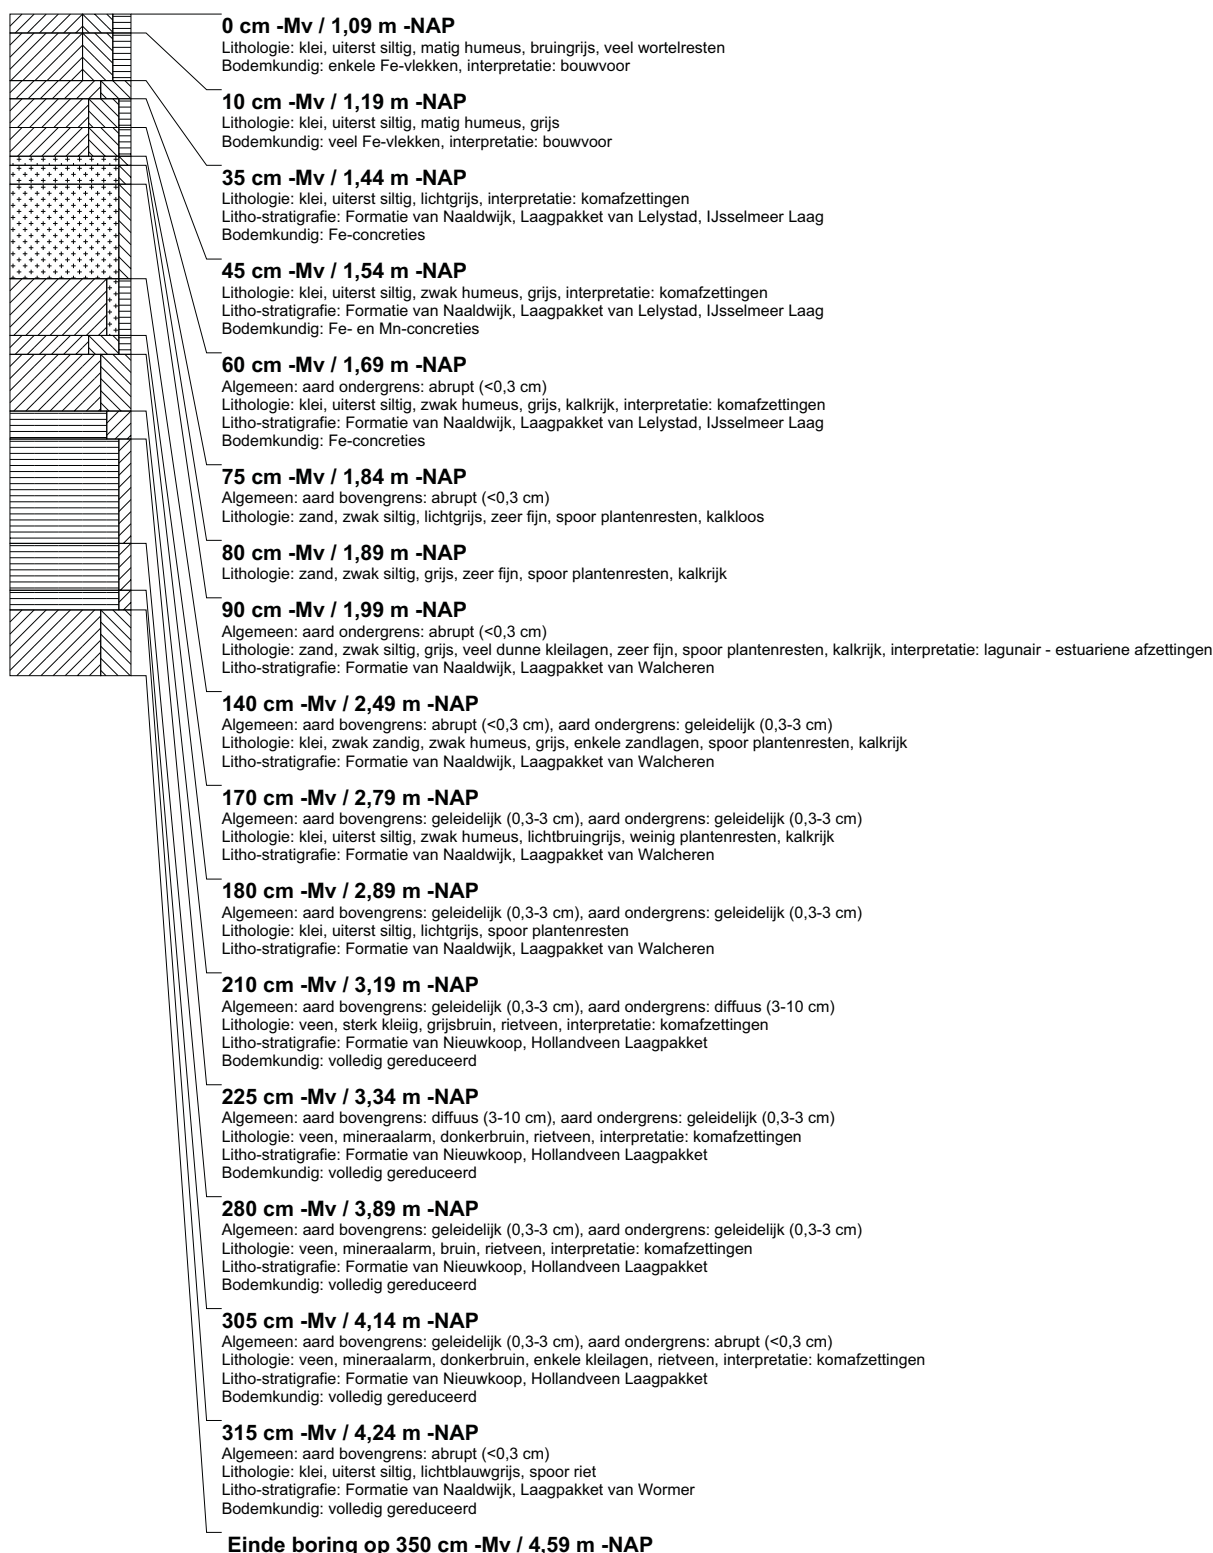 0 cm -Mv / 1,09 m -NAP
Lithologie: klei, uiterst siltig, matig humeus, bruingrijs, veel wortelresten
Bodemkundig: enkele Fe-vlekken, interpretatie: bouwvoor
10 cm -Mv / 1,19 m -NAP
Lithologie: klei, uiterst siltig, matig humeus, grijs
Bodemkundig: veel Fe-vlekken, interpretatie: bouwvoor
35 cm -Mv / 1,44 m -NAP
Lithologie: klei, uiterst siltig, lichtgrijs, interpretatie: komafzettingen
Litho-stratigrafie: Formatie van Naaldwijk, Laagpakket van Lelystad, IJsselmeer Laag
Bodemkundig: Fe-concreties
45 cm -Mv / 1,54 m -NAP
Lithologie: klei, uiterst siltig, zwak humeus, grijs, interpretatie: komafzettingen
Litho-stratigrafie: Formatie van Naaldwijk, Laagpakket van Lelystad, IJsselmeer Laag
Bodemkundig: Fe- en Mn-concreties
60 cm -Mv / 1,69 m -NAP
Algemeen: aard ondergrens: abrupt (<0,3 cm)
Lithologie: klei, uiterst siltig, zwak humeus, grijs, kalkrijk, interpretatie: komafzettingen
Litho-stratigrafie: Formatie van Naaldwijk, Laagpakket van Lelystad, IJsselmeer Laag
Bodemkundig: Fe-concreties
75 cm -Mv / 1,84 m -NAP
Algemeen: aard bovengrens: abrupt (<0,3 cm)
Lithologie: zand, zwak siltig, lichtgrijs, zeer fijn, spoor plantenresten, kalkloos
80 cm -Mv / 1,89 m -NAP
Lithologie: zand, zwak siltig, grijs, zeer fijn, spoor plantenresten, kalkrijk
90 cm -Mv / 1,99 m -NAP
Algemeen: aard ondergrens: abrupt (<0,3 cm)
Lithologie: zand, zwak siltig, grijs, veel dunne kleilagen, zeer fijn, spoor plantenresten, kalkrijk, interpretatie: lagunair - estuariene afzettingen
Litho-stratigrafie: Formatie van Naaldwijk, Laagpakket van Walcheren
140 cm -Mv / 2,49 m -NAP
Algemeen: aard bovengrens: abrupt (<0,3 cm), aard ondergrens: geleidelijk (0,3-3 cm)
Lithologie: klei, zwak zandig, zwak humeus, grijs, enkele zandlagen, spoor plantenresten, kalkrijk
Litho-stratigrafie: Formatie van Naaldwijk, Laagpakket van Walcheren
170 cm -Mv / 2,79 m -NAP
Algemeen: aard bovengrens: geleidelijk (0,3-3 cm), aard ondergrens: geleidelijk (0,3-3 cm)
Lithologie: klei, uiterst siltig, zwak humeus, lichtbruingrijs, weinig plantenresten, kalkrijk
Litho-stratigrafie: Formatie van Naaldwijk, Laagpakket van Walcheren
180 cm -Mv / 2,89 m -NAP
Algemeen: aard bovengrens: geleidelijk (0,3-3 cm), aard ondergrens: geleidelijk (0,3-3 cm)
Lithologie: klei, uiterst siltig, lichtgrijs, spoor plantenresten
Litho-stratigrafie: Formatie van Naaldwijk, Laagpakket van Walcheren
210 cm -Mv / 3,19 m -NAP
Algemeen: aard bovengrens: geleidelijk (0,3-3 cm), aard ondergrens: diffuus (3-10 cm)
Lithologie: veen, sterk kleiig, grijsbruin, rietveen, interpretatie: komafzettingen
Litho-stratigrafie: Formatie van Nieuwkoop, Hollandveen Laagpakket
Bodemkundig: volledig gereduceerd
225 cm -Mv / 3,34 m -NAP
Algemeen: aard bovengrens: diffuus (3-10 cm), aard ondergrens: geleidelijk (0,3-3 cm)
Lithologie: veen, mineraalarm, donkerbruin, rietveen, interpretatie: komafzettingen
Litho-stratigrafie: Formatie van Nieuwkoop, Hollandveen Laagpakket
Bodemkundig: volledig gereduceerd
280 cm -Mv / 3,89 m -NAP
Algemeen: aard bovengrens: geleidelijk (0,3-3 cm), aard ondergrens: geleidelijk (0,3-3 cm)
Lithologie: veen, mineraalarm, bruin, rietveen, interpretatie: komafzettingen
Litho-stratigrafie: Formatie van Nieuwkoop, Hollandveen Laagpakket
Bodemkundig: volledig gereduceerd
305 cm -Mv / 4,14 m -NAP
Algemeen: aard bovengrens: geleidelijk (0,3-3 cm), aard ondergrens: abrupt (<0,3 cm)
Lithologie: veen, mineraalarm, donkerbruin, enkele kleilagen, rietveen, interpretatie: komafzettingen
Litho-stratigrafie: Formatie van Nieuwkoop, Hollandveen Laagpakket
Bodemkundig: volledig gereduceerd
315 cm -Mv / 4,24 m -NAP
Algemeen: aard bovengrens: abrupt (<0,3 cm)
Lithologie: klei, uiterst siltig, lichtblauwgrijs, spoor riet
Litho-stratigrafie: Formatie van Naaldwijk, Laagpakket van Wormer
Bodemkundig: volledig gereduceerd
Einde boring op 350 cm -Mv / 4,59 m -NAP